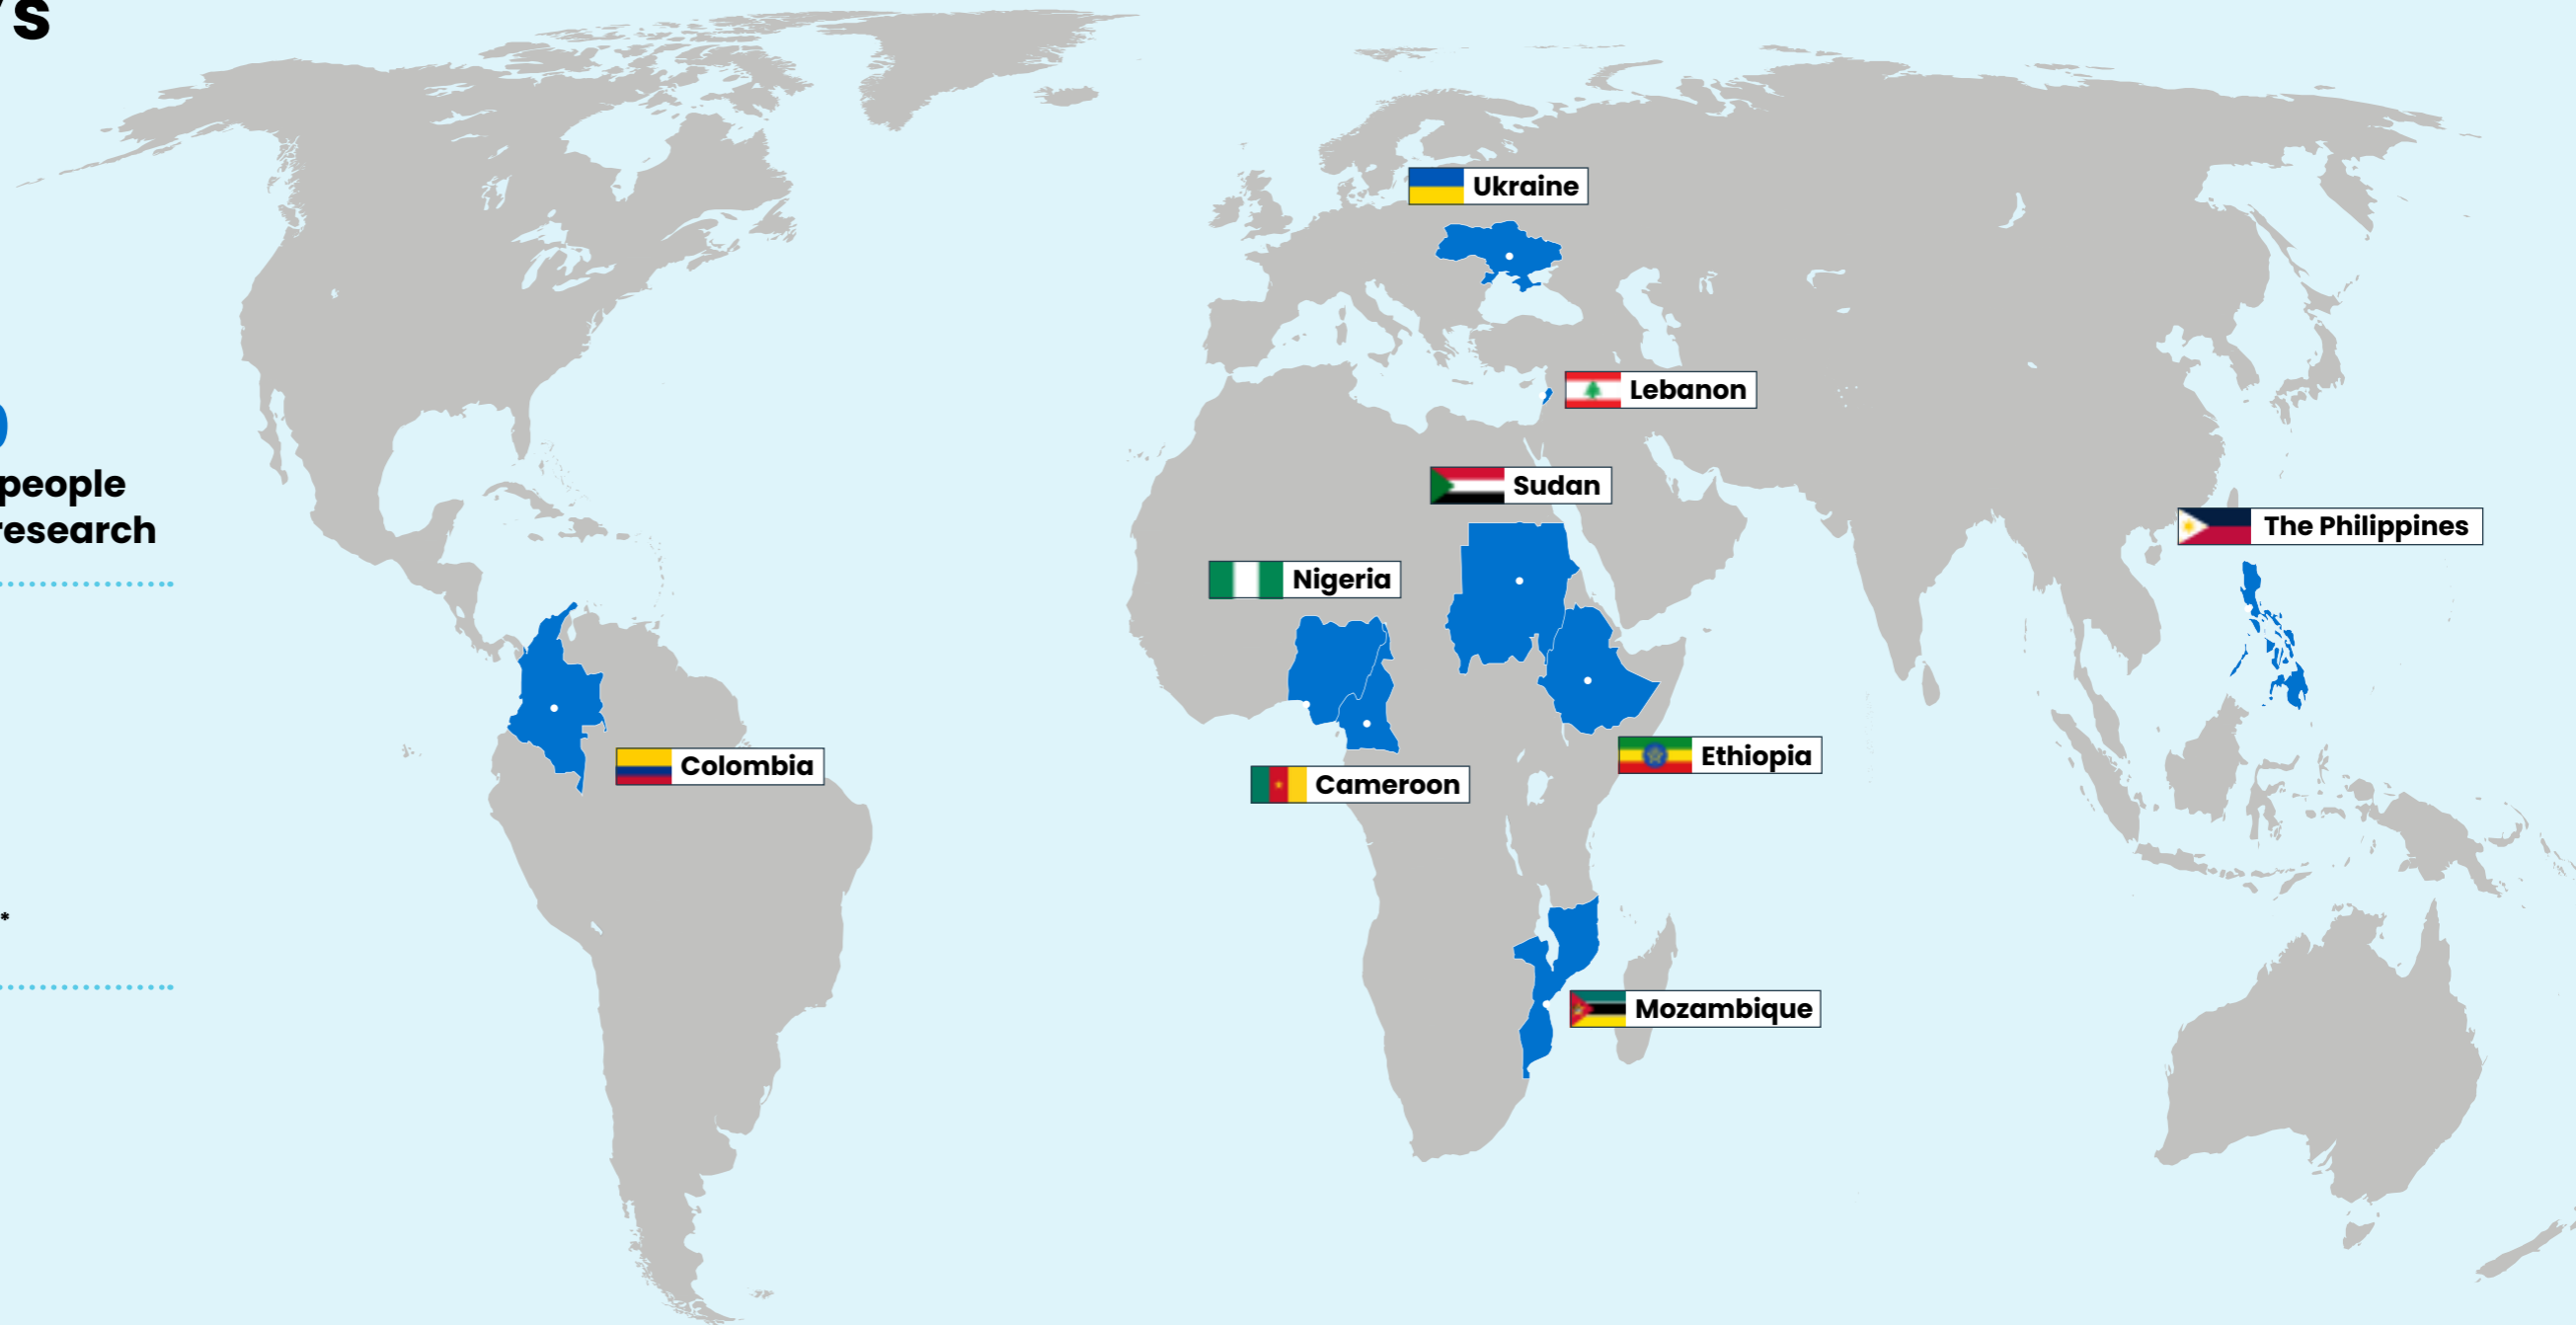 's
people
research
*
Ukraine
Lebanon
Sudan
The Philippines
Nigeria
Colombia
Ethiopia
Cameroon
Mozambique